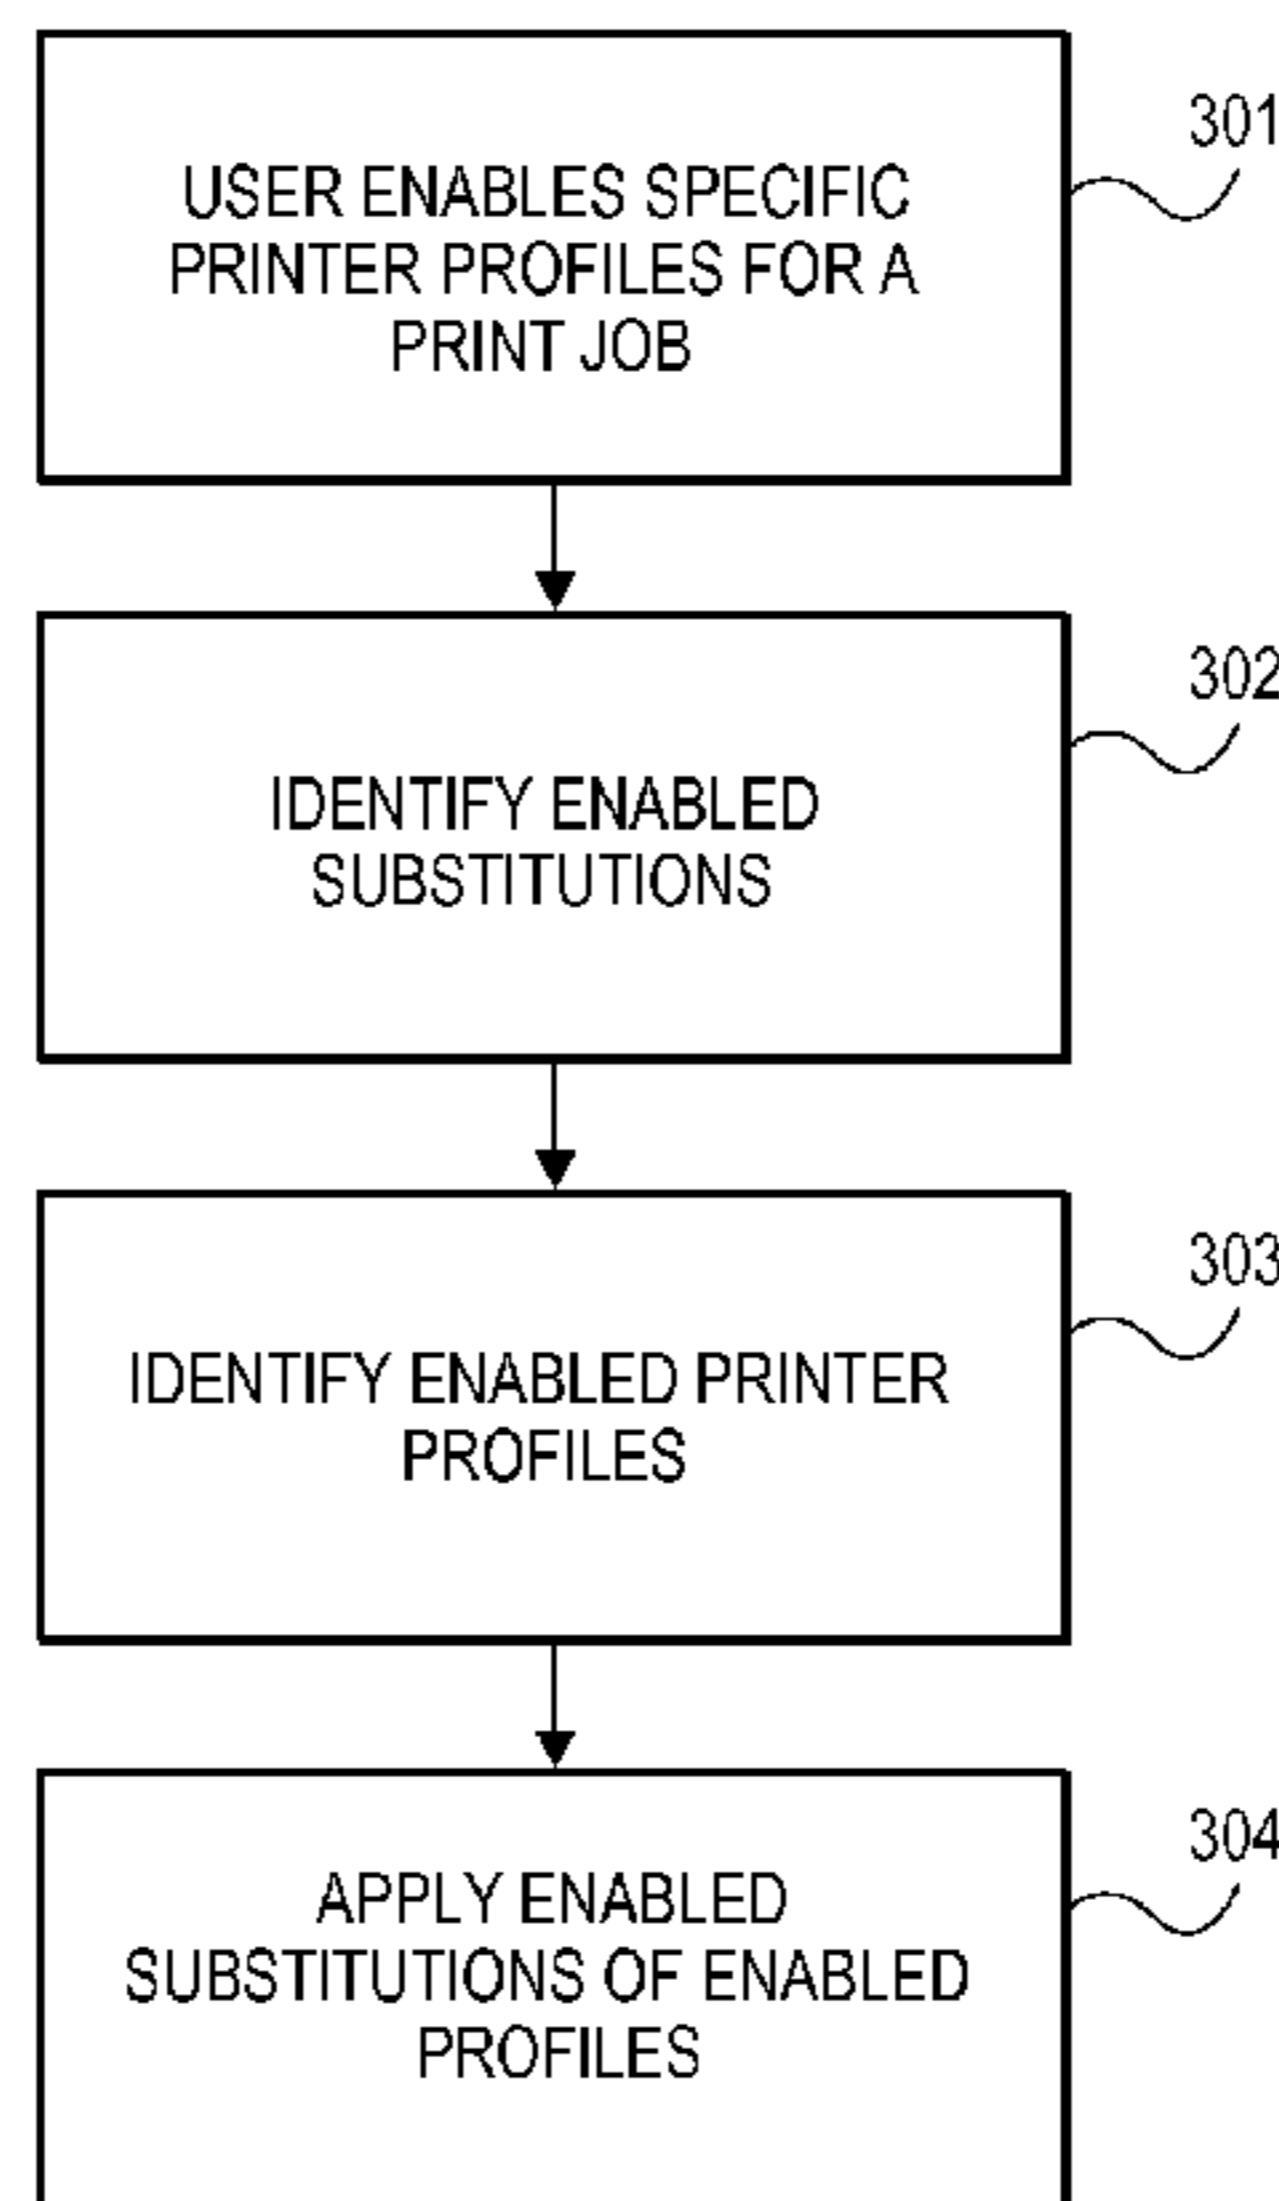 301
USER ENABLES SPECIFIC
PRINTER PROFILES FOR A
PRINT JOB
302
IDENTIFY ENABLED
SUBSTITUTIONS
303
IDENTIFY ENABLED PRINTER
PROFILES
304
APPLY ENABLED
SUBSTITUTIONS OF ENABLED
PROFILES